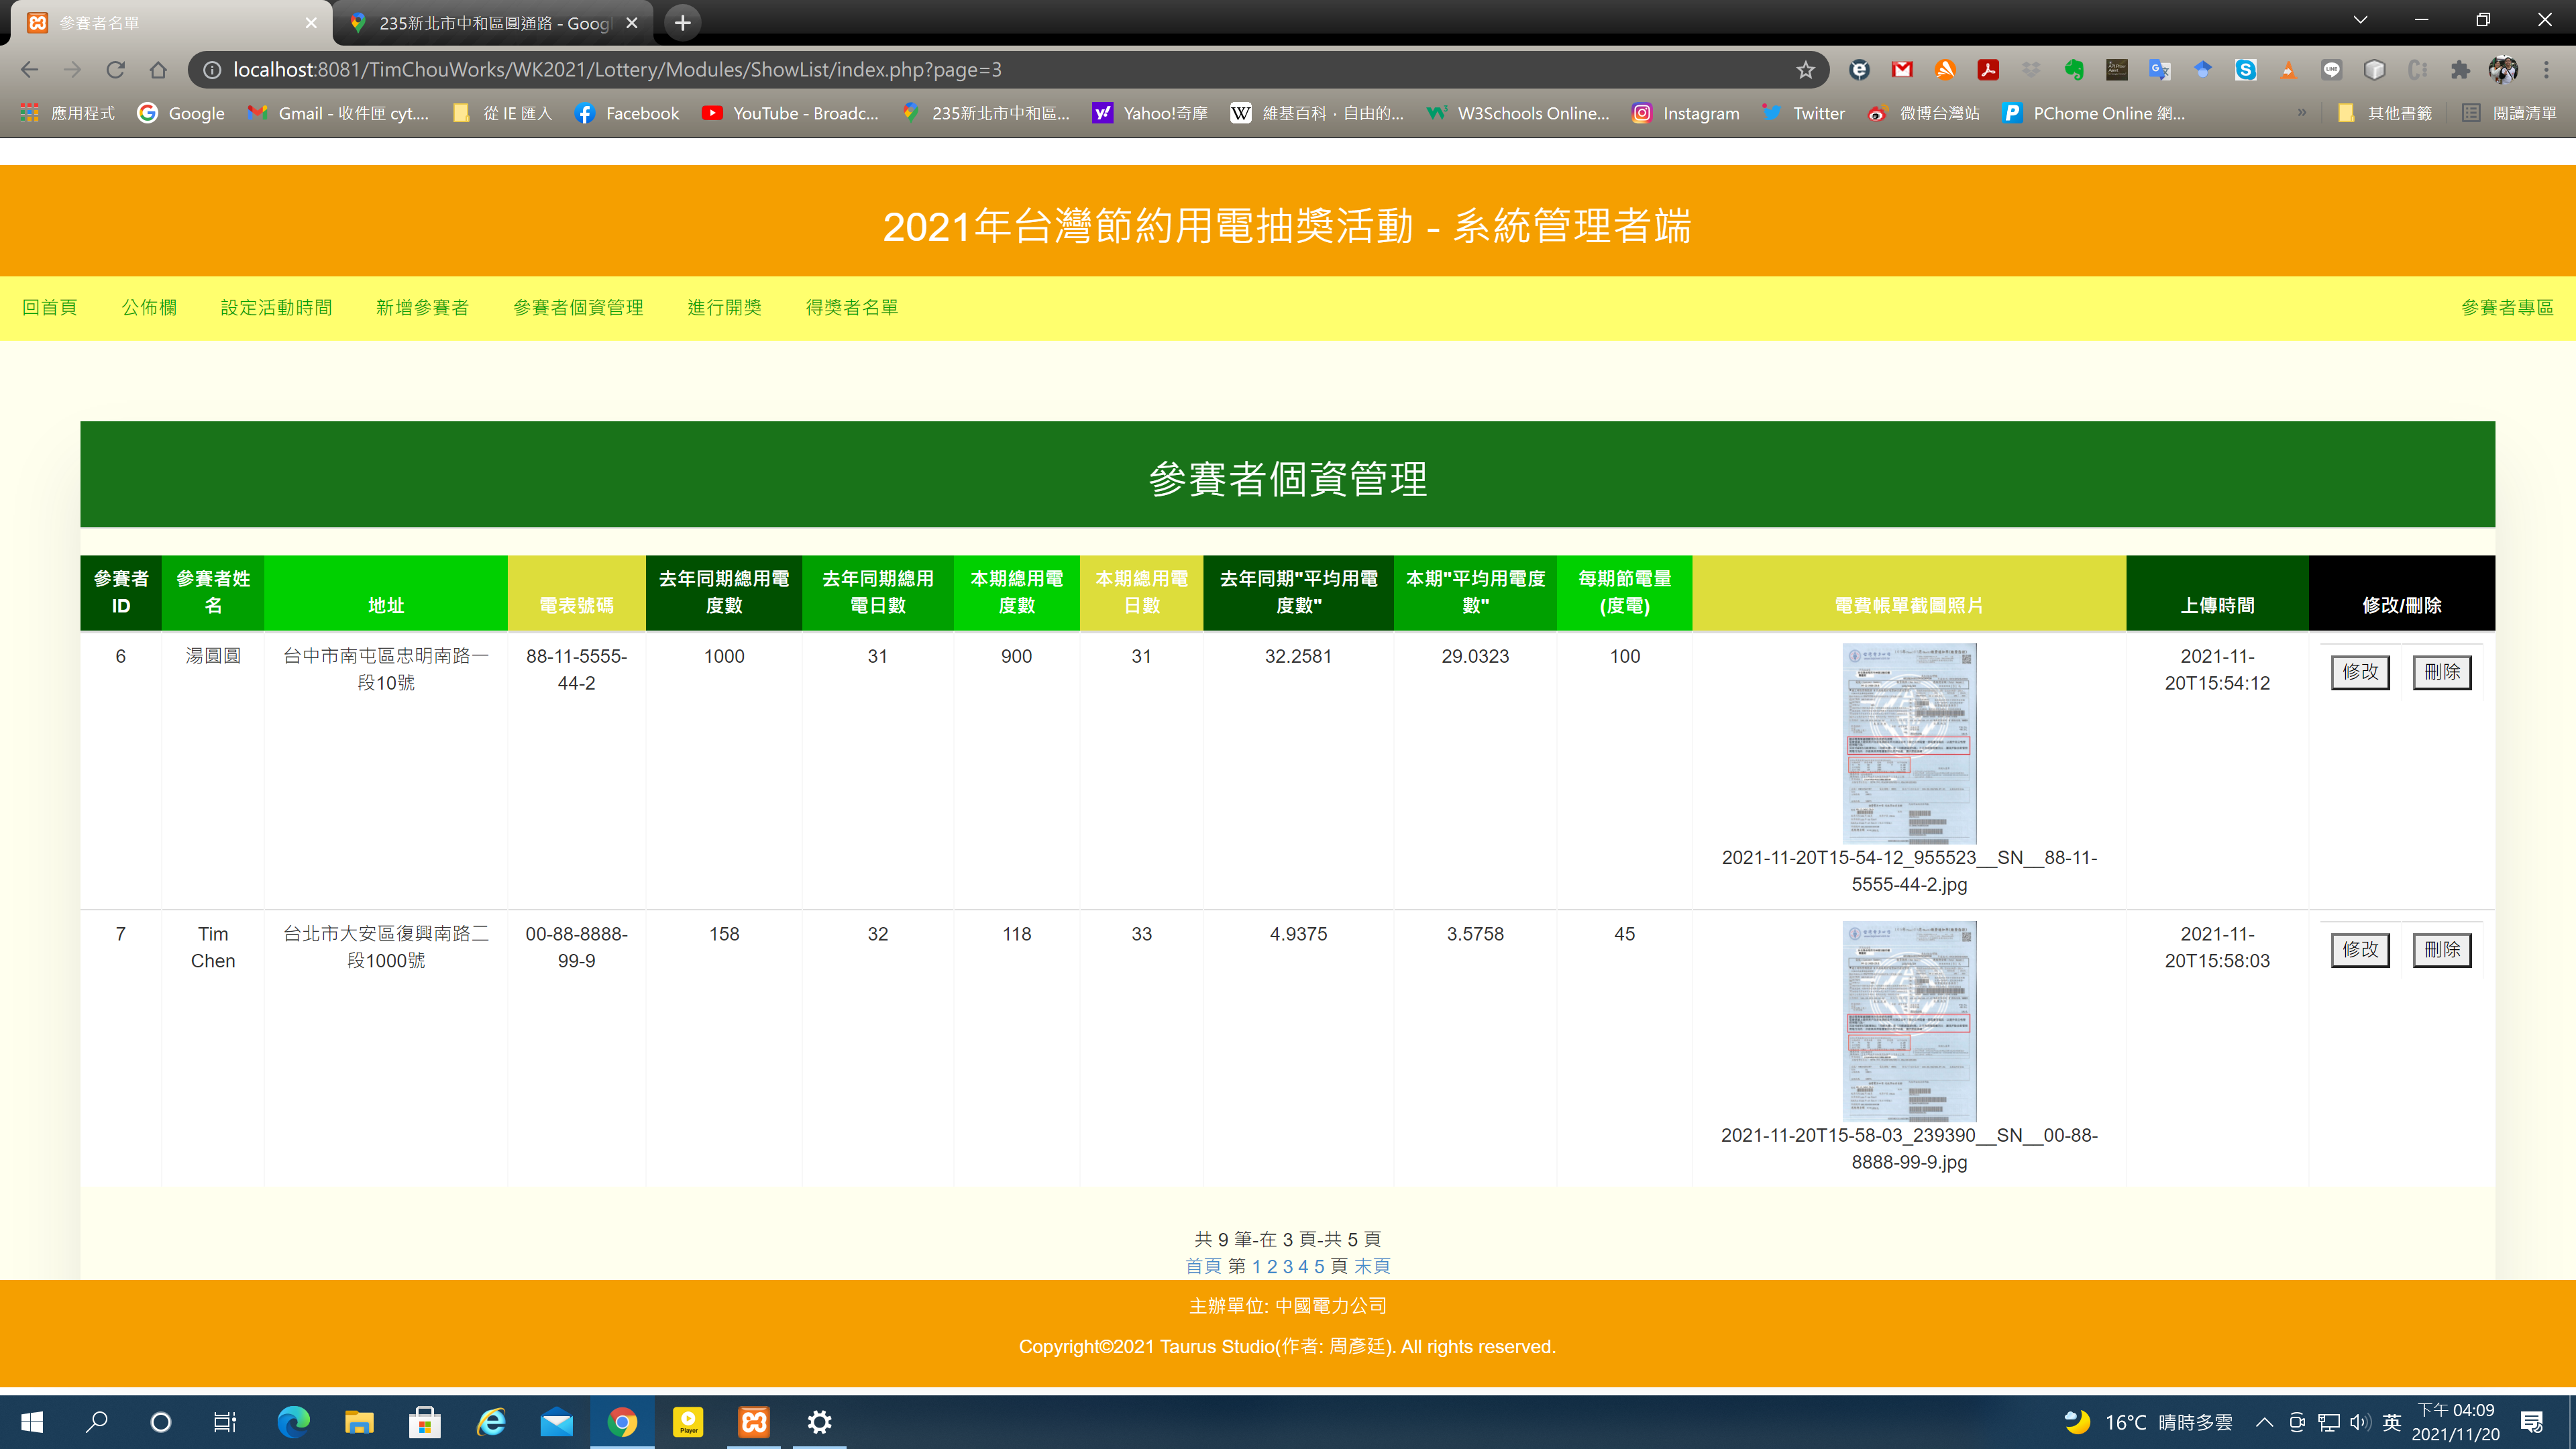 參賽者名單
235新北市中和區圓通路 - Googl
localhost:8081/TimChouWorks/WK2021/Lottery/Modules/ShowList/index.php?page=3
應用程式 Google Gmail - 收件匣 cyt.... 從 IE 匯入 Facebook YouTube - Broadc... 235新北市中和區... Yahoo!奇摩 維基百科，自由的... W3Schools Online... Instagram Twitter 微博台灣站 PChome Online 網... » 其他書籤 閱讀清單
2021年台灣節約用電抽獎活動 - 系統管理者端
回首頁 公佈欄 設定活動時間 新增參賽者 參賽者個資管理 進行開獎 得獎者名單 參賽者專區
參賽者個資管理
參賽者 參賽者姓 去年同期總用電 去年同期總用 本期總用電 本期總用電 去年同期"平均用電 本期"平均用電度 每期節電量
ID 名 地址 電表號碼 度數 電日數 度數 日數 度數" 數" (度電) 電費帳單截圖照片 上傳時間 修改/刪除
6 湯圓圓 台中市南屯區忠明南路一 88-11-5555- 1000 31 900 31 32.2581 29.0323 100 2021-11-
段10號 44-2 20T15:54:12 修改 刪除
2021-11-20T15-54-12_955523__SN__88-11-
5555-44-2.jpg
7 Tim 台北市大安區復興南路二 00-88-8888- 158 32 118 33 4.9375 3.5758 45 2021-11-
Chen 段1000號 99-9 20T15:58:03 修改 刪除
2021-11-20T15-58-03_239390__SN__00-88-
8888-99-9.jpg
共 9 筆-在 3 頁-共 5 頁
首頁 第 1 2 3 4 5 頁 末頁
主辦單位: 中國電力公司
Copyright©2021 Taurus Studio(作者: 周彥廷). All rights reserved.
16°C 晴時多雲 英 下午 04:09
2021/11/20